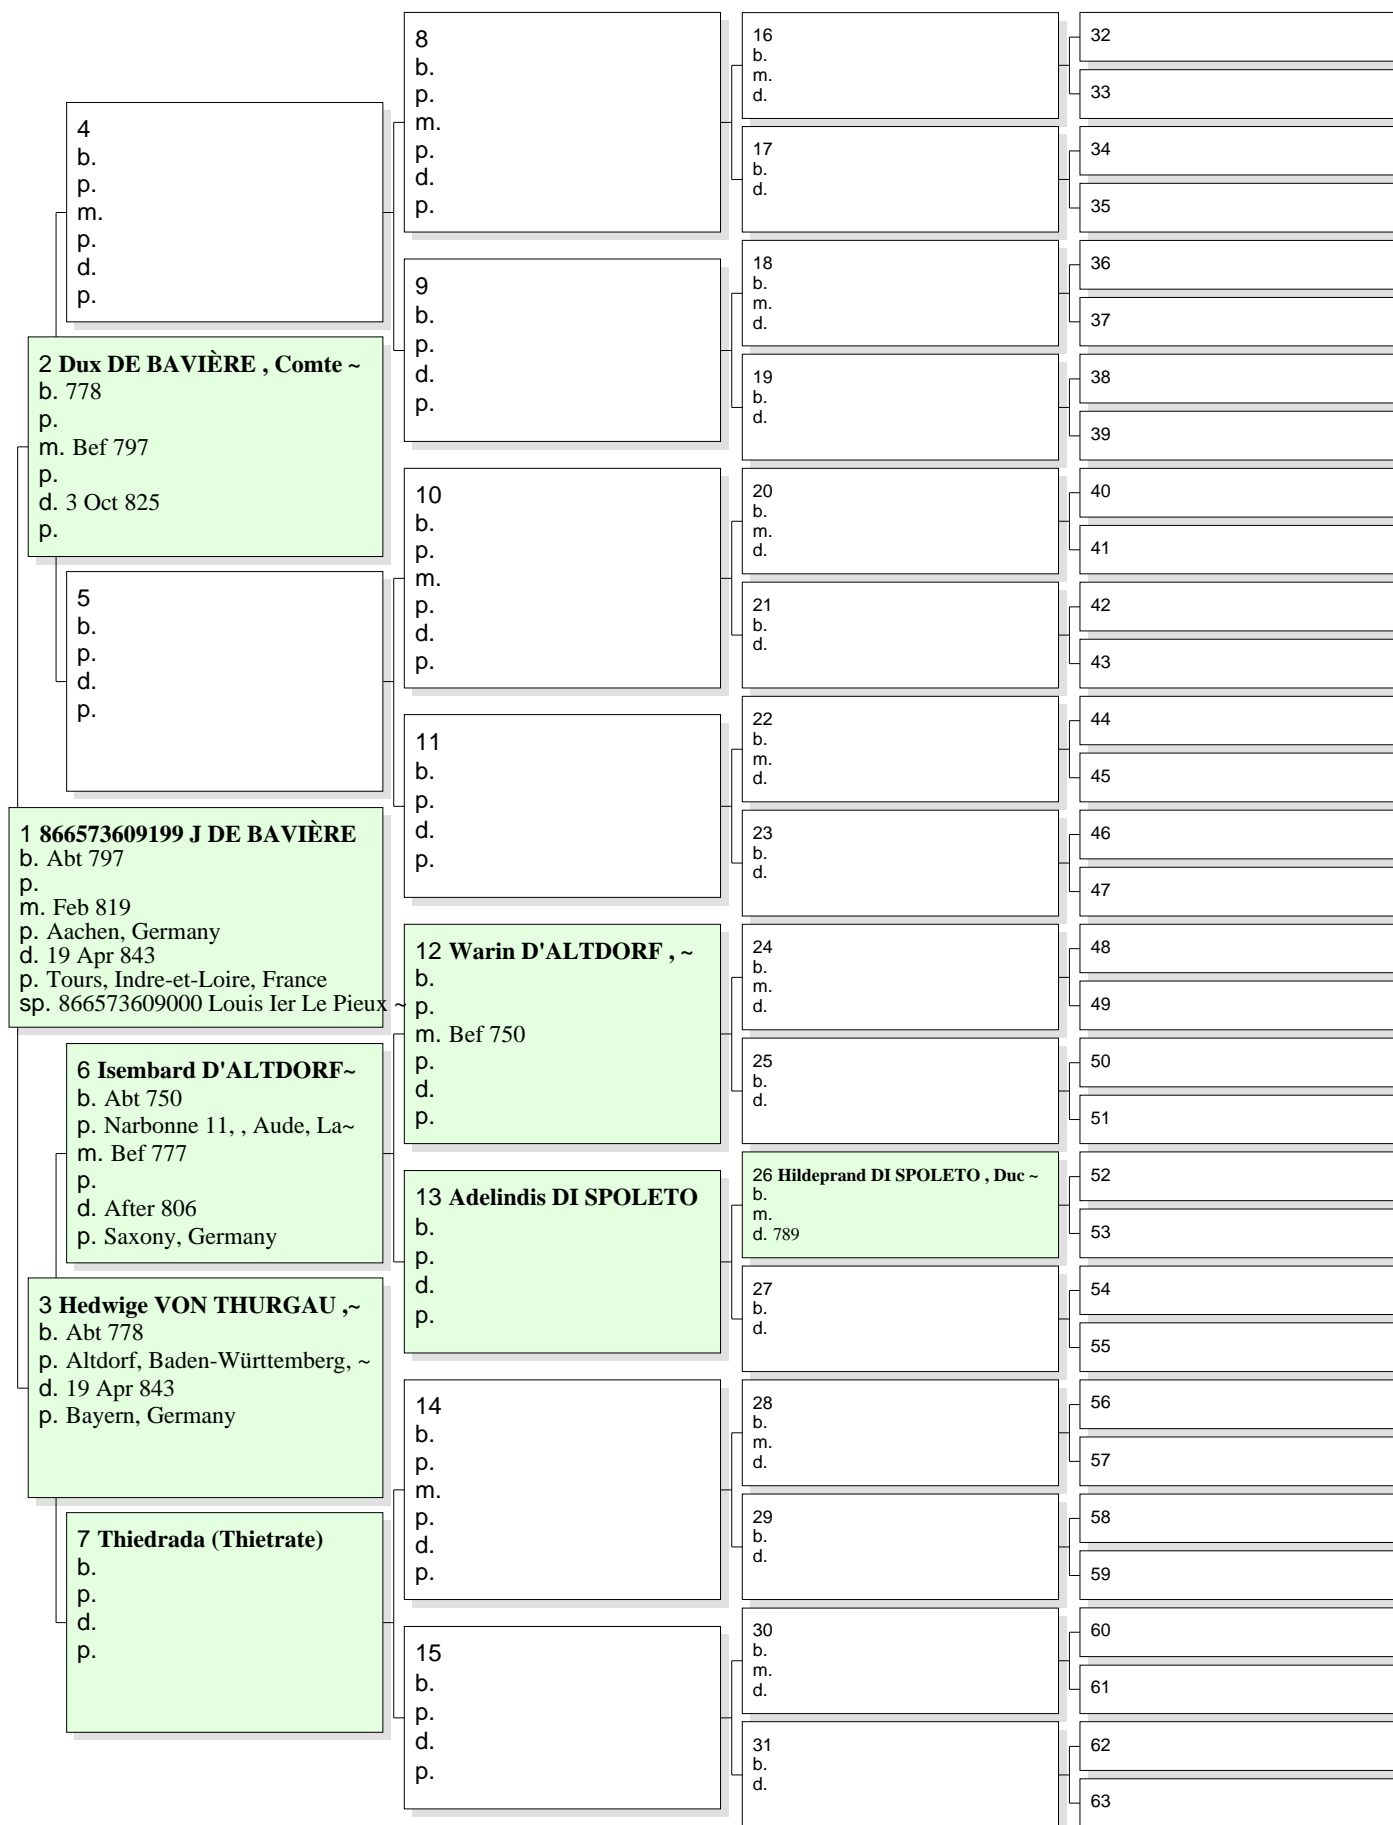 4
b.
p.
m.
p.
d.
p.
2 Dux DE BAVIÈRE , Comte ~
b. 778
p.
m. Bef 797
p.
d. 3 Oct 825
p.
5
b.
p.
d.
p.
1 866573609199 J DE BAVIÈRE
b. Abt 797
p.
m. Feb 819
p. Aachen, Germany
d. 19 Apr 843
p. Tours, Indre-et-Loire, France
sp. 866573609000 Louis Ier Le Pieux ~
6 Isembard D'ALTDORF~
b. Abt 750
p. Narbonne 11, , Aude, La~
m. Bef 777
p.
d. After 806
p. Saxony, Germany
3 Hedwige VON THURGAU ,~
b. Abt 778
p. Altdorf, Baden-Württemberg, ~
d. 19 Apr 843
p. Bayern, Germany
7 Thiedrada (Thietrate)
b.
p.
d.
p.
8
b.
p.
m.
p.
d.
p.
9
b.
p.
d.
p.
10
b.
p.
m.
p.
d.
p.
11
b.
p.
d.
p.
12 Warin D'ALTDORF , ~
b.
p.
m. Bef 750
p.
d.
p.
13 Adelindis DI SPOLETO
b.
p.
d.
p.
14
b.
p.
m.
p.
d.
p.
15
b.
p.
d.
p.
16
b.
m.
d.
17
b.
d.
18
b.
m.
d.
19
b.
d.
20
b.
m.
d.
21
b.
d.
22
b.
m.
d.
23
b.
d.
24
b.
m.
d.
25
b.
d.
26 Hildeprand DI SPOLETO , Duc ~
b.
m.
d. 789
27
b.
d.
28
b.
m.
d.
29
b.
d.
30
b.
m.
d.
31
b.
d.
32
33
34
35
36
37
38
39
40
41
42
43
44
45
46
47
48
49
50
51
52
53
54
55
56
57
58
59
60
61
62
63